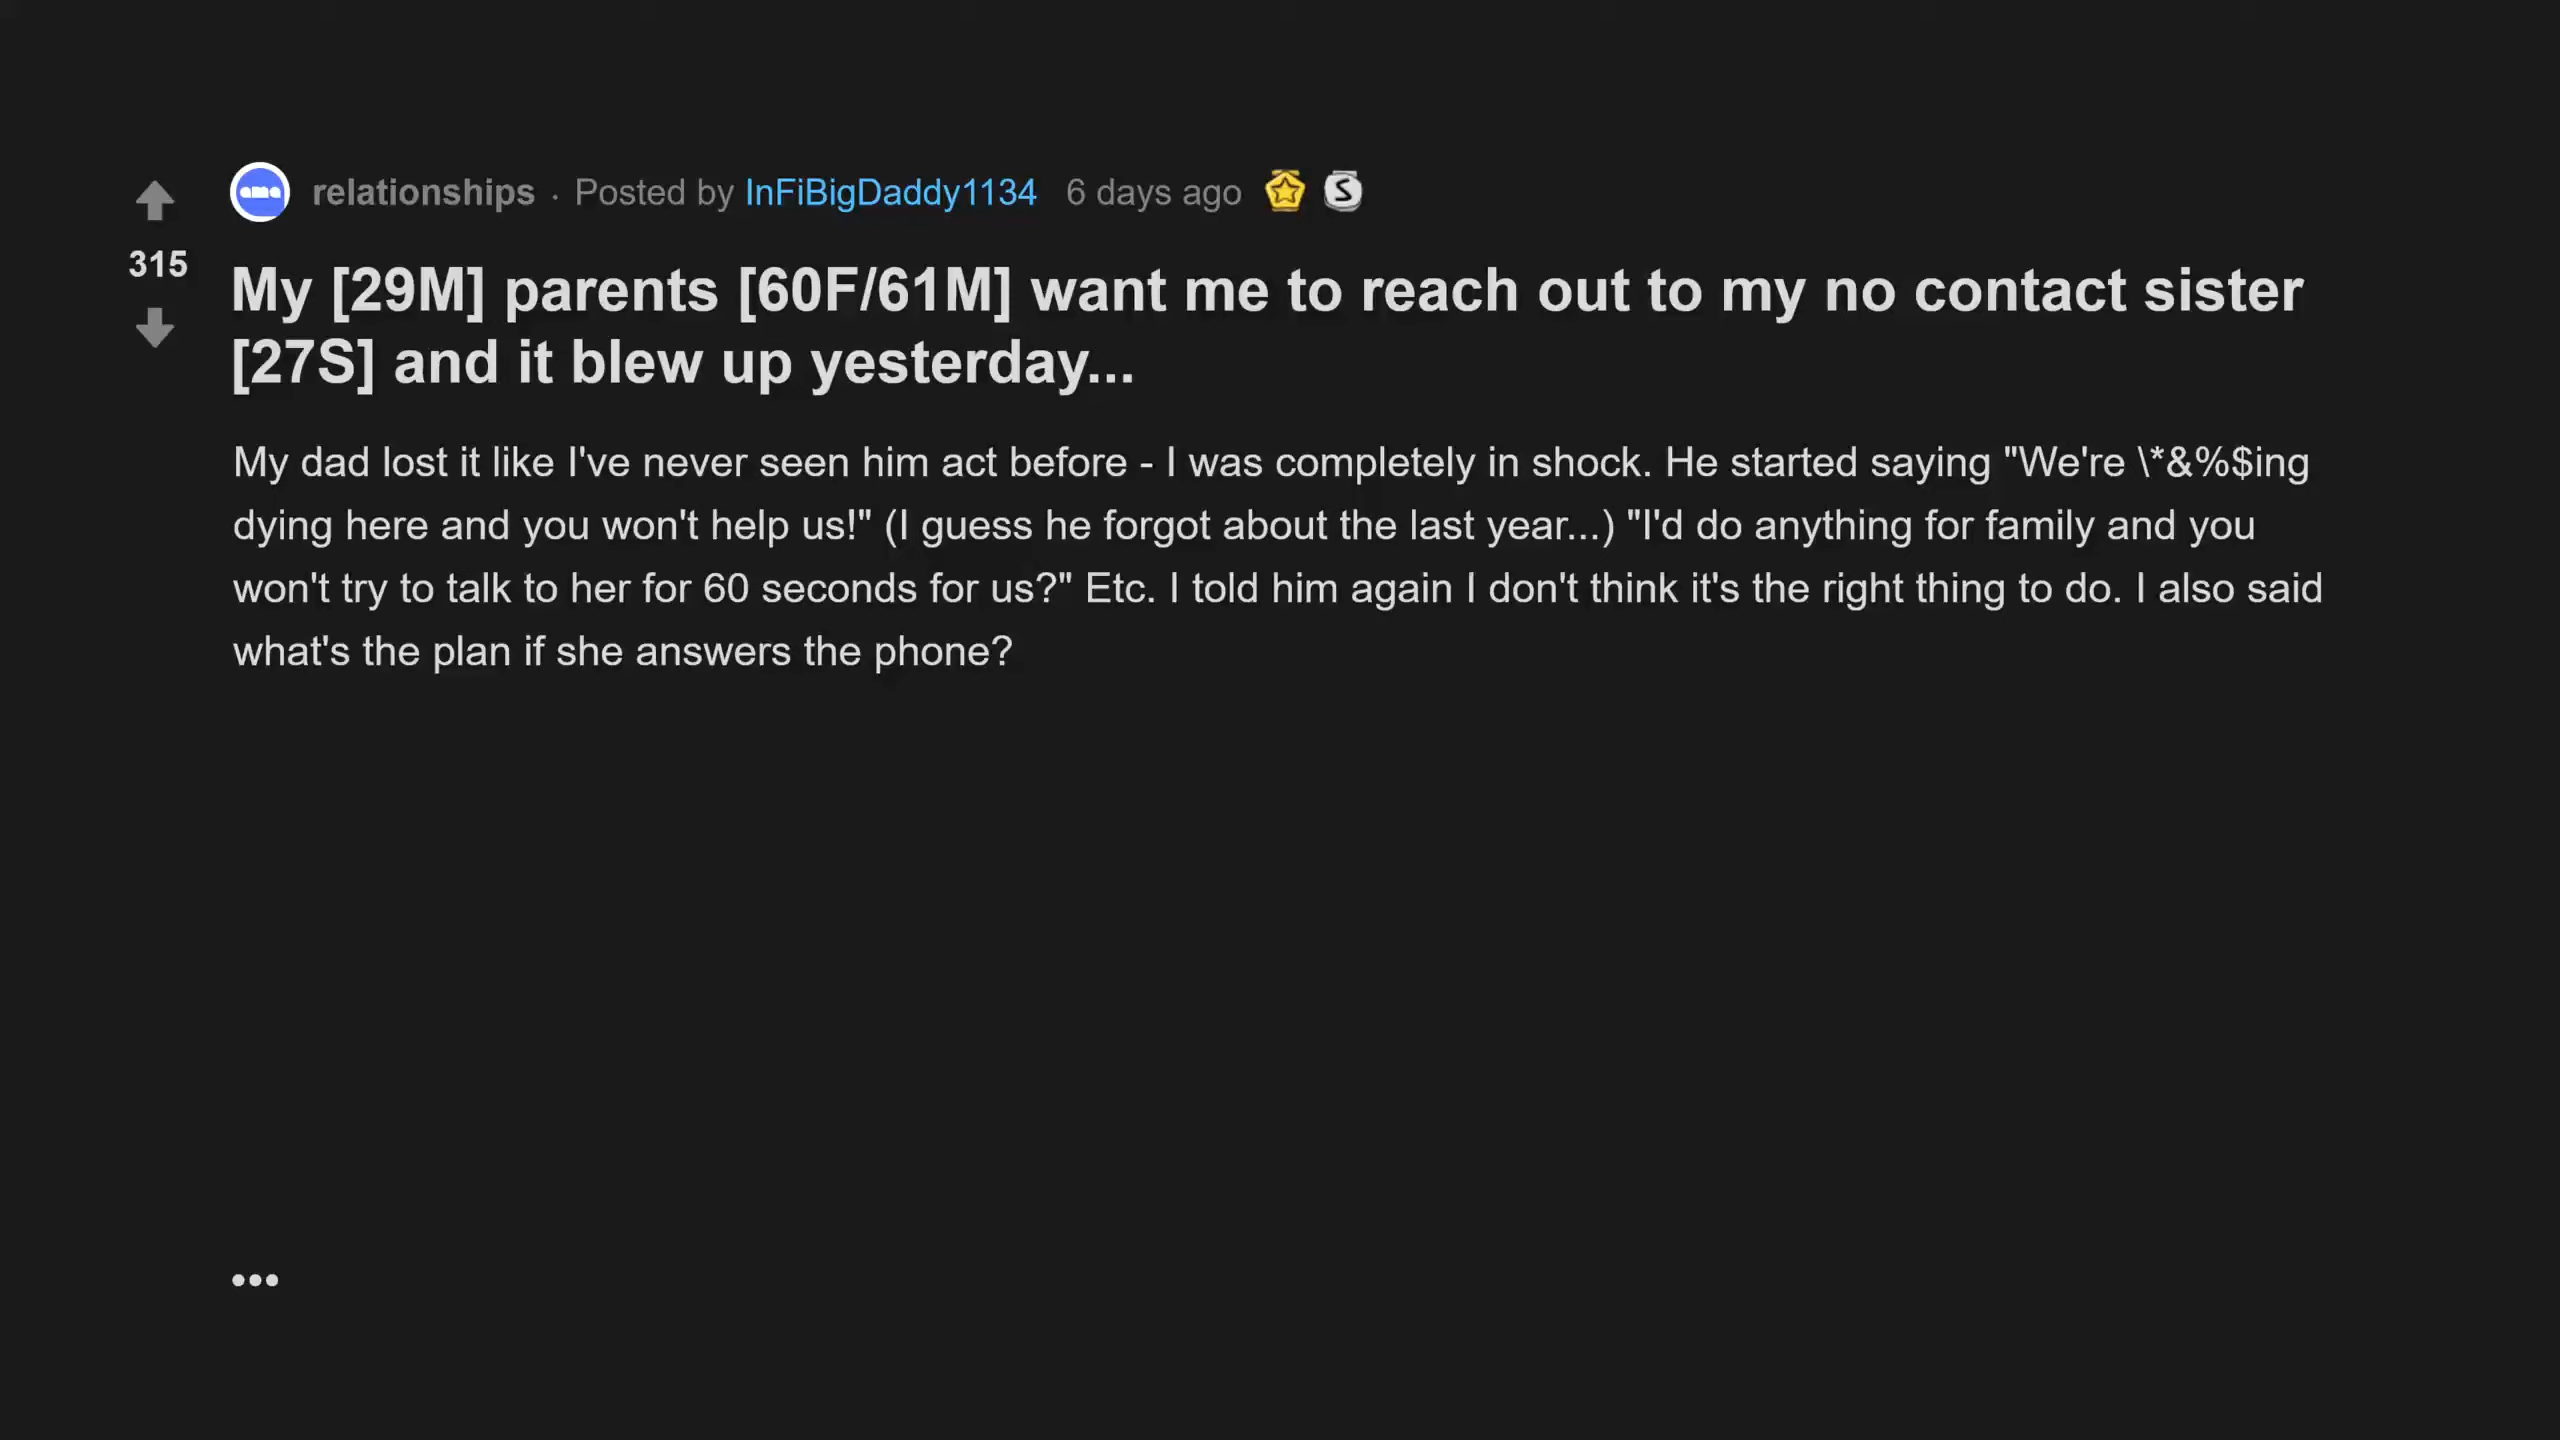 relationships · Posted by InFiBigDaddy1134 6 days ago
315
My [29M] parents [60F/61M] want me to reach out to my no contact sister
[27S] and it blew up yesterday...
My dad lost it like I've never seen him act before - I was completely in shock. He started saying "We're \*&%$ing
dying here and you won't help us!" (I guess he forgot about the last year...) "I'd do anything for family and you
won't try to talk to her for 60 seconds for us?" Etc. I told him again I don't think it's the right thing to do. I also said
what's the plan if she answers the phone?
•••